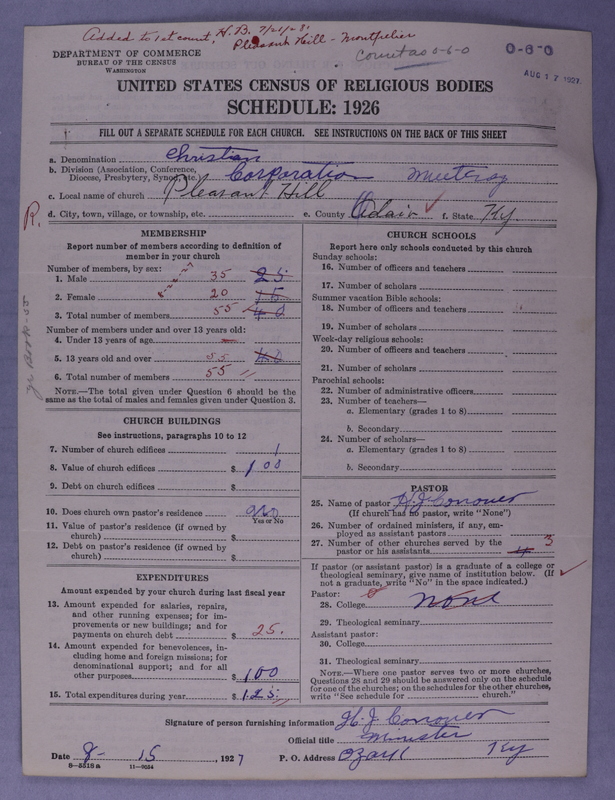 Added to 1st count, H.B. 7/21/28.
Pleasant Hill - Montpelier
Count as 0-6-0
0-6-0
AUG 1 2 1927
DEPARTMENT OF COMMERCE
BUREAU OF THE CENSUS
WASHINGTON
UNITED STATES CENSUS OF RELIGIOUS BODIES
SCHEDULE: 1926
FILL OUT A SEPARATE SCHEDULE FOR EACH CHURCH. SEE INSTRUCTIONS ON THE BACK OF THIS SHEET
a. Denomination Christian
b. Division (Association, Conference, Diocese, Presbytery, Synod, etc.) Corporation
c. Local name of church Pleasant Hill
R.
d. City, town, village, or township, etc. e. County Adair f. State Ky
MEMBERSHIP
Report number of members according to definition of
member in your church
Number of members, by sex:
1. Male 35 25
2. Female 20 15
3. Total number of members 55 40
Number of members under and over 13 years old:
4. Under 13 years of age
5. 13 years old and over 55 40
6. Total number of members 55
NOTE.—The total given under Question 6 should be the
same as the total of males and females given under Question 3.
CHURCH BUILDINGS
See instructions, paragraphs 10 to 12
7. Number of church edifices 1
8. Value of church edifices $
9. Debt on church edifices $
10. Does church own pastor's residence no
Yes or No
11. Value of pastor's residence (if owned by
church) $
12. Debt on pastor's residence (if owned by
church) $
EXPENDITURES
Amount expended by your church during last fiscal year
13. Amount expended for salaries, repairs,
and other running expenses; for im-
provements or new buildings; and for
payments on church debt $ 25.
14. Amount expended for benevolences, in-
cluding home and foreign missions; for
denominational support; and for all
other purposes $ 100
15. Total expenditures during year $ 125.
CHURCH SCHOOLS
Report here only schools conducted by this church
Sunday schools:
16. Number of officers and teachers
17. Number of scholars
Summer vacation Bible schools:
18. Number of officers and teachers
19. Number of scholars
Week-day religious schools:
20. Number of officers and teachers
21. Number of scholars
Parochial schools:
22. Number of administrative officers
23. Number of teachers—
a. Elementary (grades 1 to 8)
b. Secondary
24. Number of scholars—
a. Elementary (grades 1 to 8)
b. Secondary
PASTOR
25. Name of pastor H J Conover
(If church had no pastor, write "None")
26. Number of ordained ministers, if any, em-
ployed as assistant pastors
27. Number of other churches served by the
pastor or his assistants 4 3
If pastor (or assistant pastor) is a graduate of a college or
theological seminary, give name of institution below. (If
not a graduate, write "No" in the space indicated.)
Pastor:
28. College none
29. Theological seminary
Assistant pastor:
30. College
31. Theological seminary
NOTE.—Where one pastor serves two or more churches,
Questions 28 and 29 should be answered only on the schedule
for one of the churches; on the schedules for the other churches,
write "See schedule for church."
Signature of person furnishing information H. J Conover
Official title Minister
Date 8- 15, 1927 P. O. Address Ozark Ky
8—5518 a 11—9034